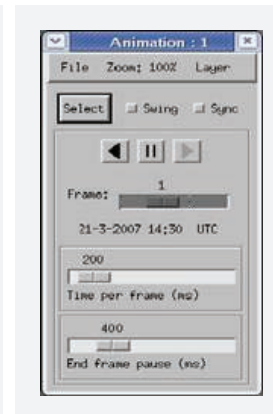 Animation : 1
File Zoom: 100% Layer
Select Swing Sync
1
Frame:
21-3-2007 14:30 UTC
200
Time per frame (ms)
400
End frame pause (ms)